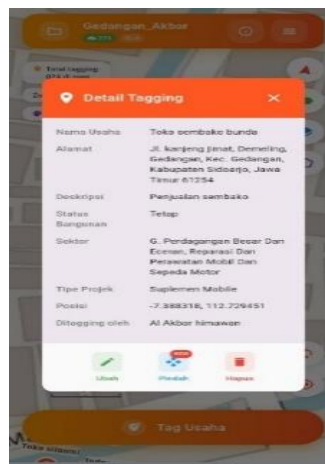 Gedangan_Akbar
Total tagging
Detail Tagging
Nama Usaha Toko sembako bunda
Alamat Jl. kanjeng jimat, Demeling,
Gedangan, Kec. Gedangan,
Kabupaten Sidoarjo, Jawa
Timur 61254
Deskripsi Penjualan sembako
Status Tetap
Bangunan
Sektor G. Perdagangan Besar Dan
Eceran, Reparasi Dan
Perawatan Mobil Dan
Sepeda Motor
Tipe Projek Suplemen Mobile
Posisi -7.388318, 112.729451
Ditagging oleh Al Akbar himawan
Ubah Pindah Hapus
Tag Usaha